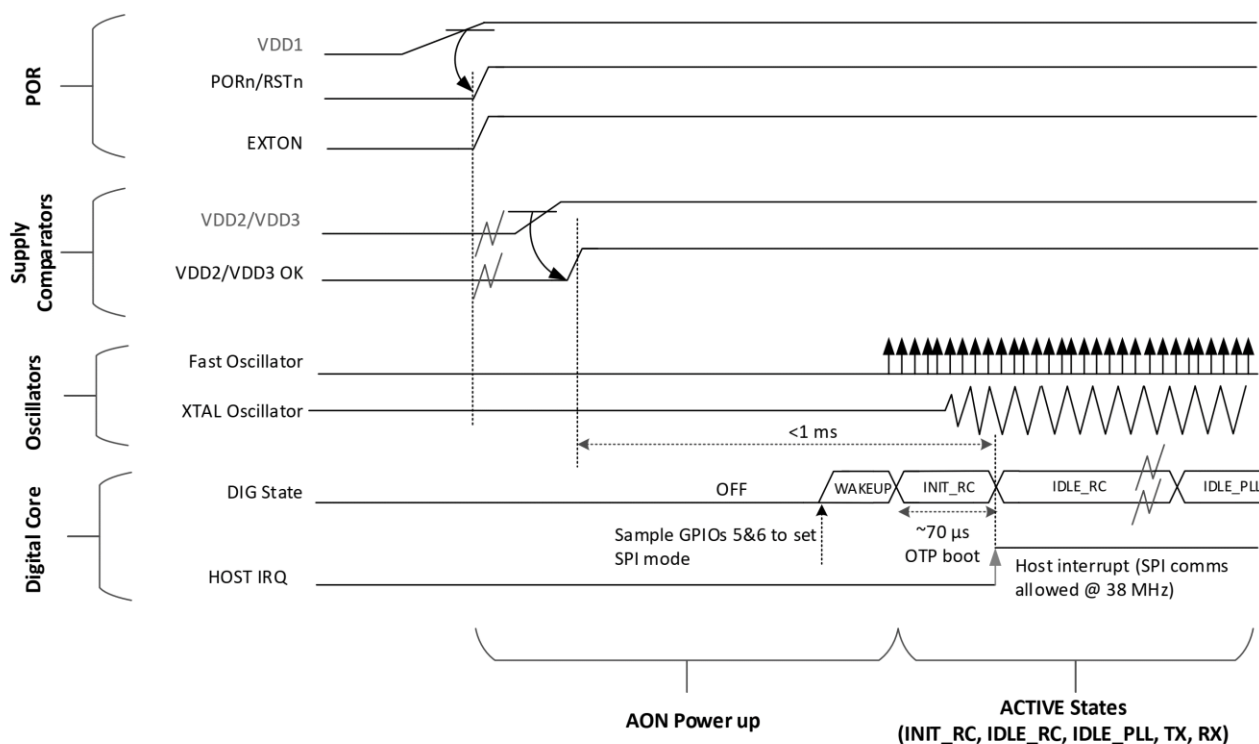 POR
VDD1
PORn/RSTn
EXTON
Supply
Comparators
VDD2/VDD3
VDD2/VDD3 OK
Oscillators
Fast Oscillator
XTAL Oscillator
<1 ms
Digital Core
DIG State
OFF
WAKEUP
INIT_RC
IDLE_RC
IDLE_PLL
Sample GPIOs 5&6 to set
SPI mode
~70 µs
OTP boot
HOST IRQ
Host interrupt (SPI comms
allowed @ 38 MHz)
AON Power up
ACTIVE States
(INIT_RC, IDLE_RC, IDLE_PLL, TX, RX)